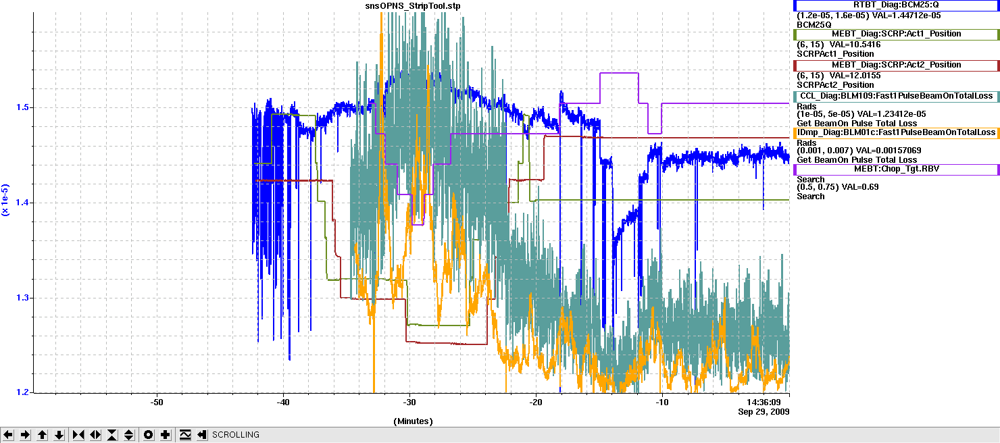 snsOPNS_StripTool.stp
RTBT_Diag:BCM25:Q
(1.2e-05, 1.6e-05) VAL=1.44712e-05
BCM25Q
MEBT_Diag:SCRP:Act1_Position
(6, 15) VAL=10.5416
SCRPAct1_Position
MEBT_Diag:SCRP:Act2_Position
(6, 15) VAL=12.0155
SCRPAct2_Position
CCL_Diag:BLM109:Fast1PulseBeamOnTotalLoss
Rads
(1e-05, 5e-05) VAL=1.23412e-05
Get BeamOn Pulse Total Loss
IDmp_Diag:BLM01c:Fast1PulseBeamOnTotalLoss
Rads
(0.001, 0.007) VAL=0.00157069
Get BeamOn Pulse Total Loss
MEBT:Chop_Tgt.RBV
Search
(0.5, 0.75) VAL=0.69
Search
1.5
1.4
1.3
1.2
(x 1e-5)
-50
-40
-30
-20
-10
14:36:09
Sep 29, 2009
(Minutes)
SCROLLING